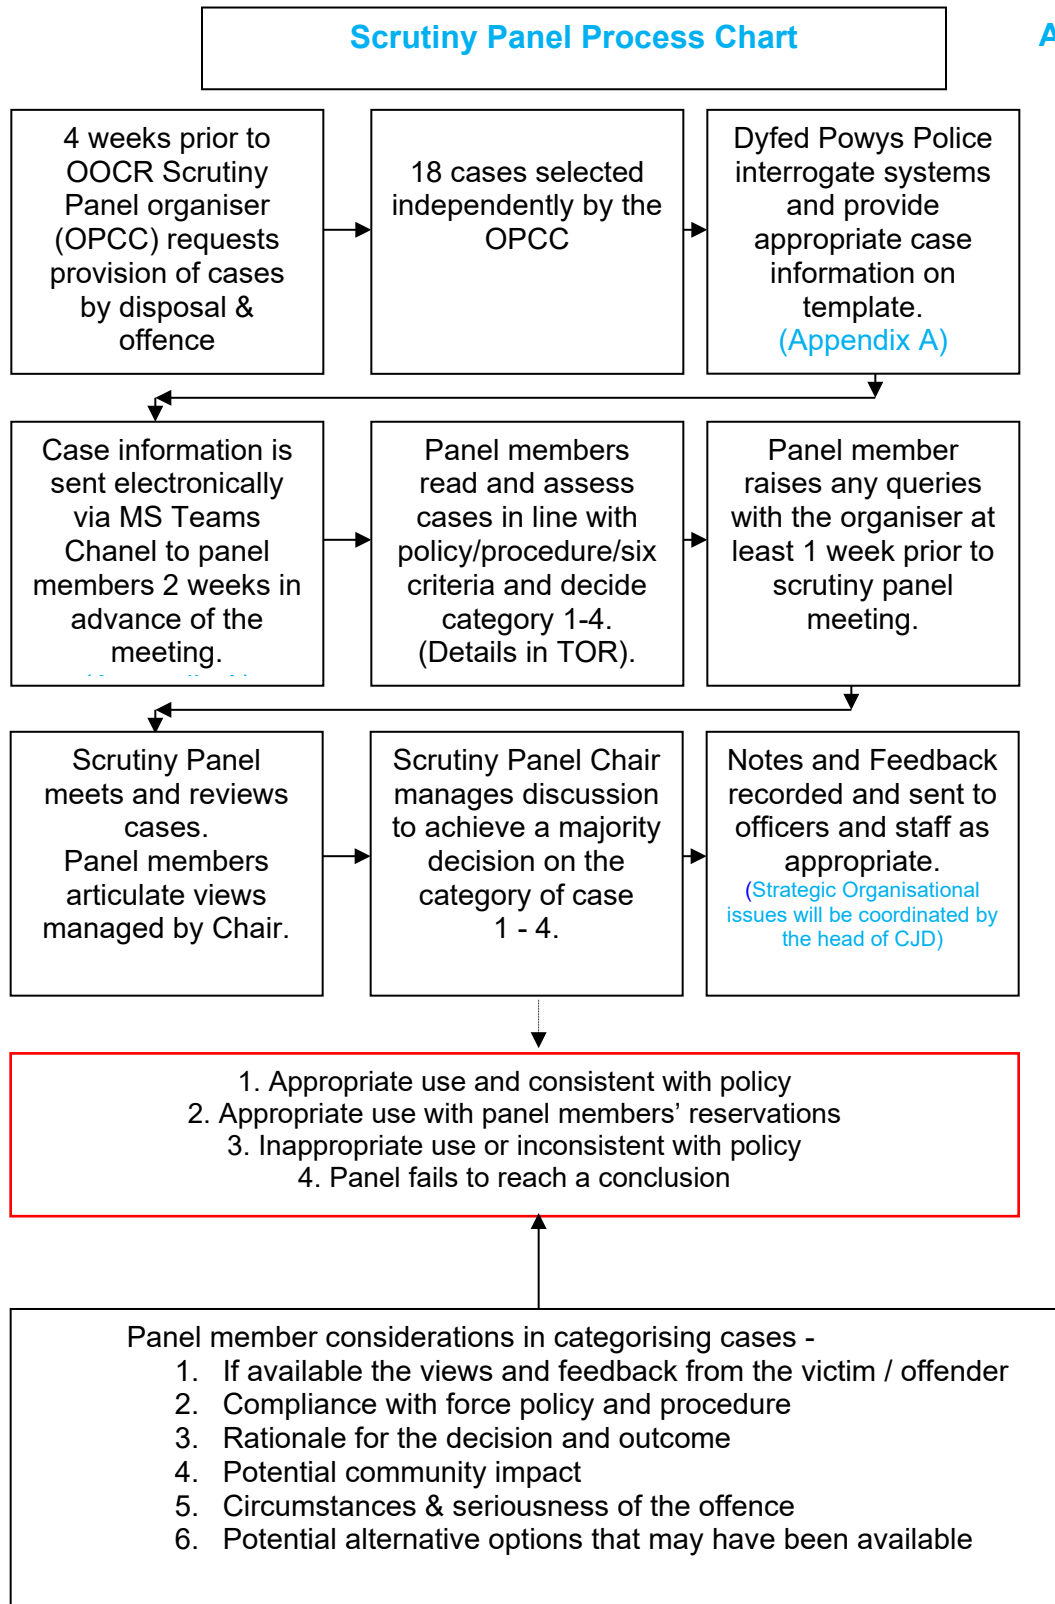 Scrutiny Panel Process Chart
A
4 weeks prior to
OOCR Scrutiny
Panel organiser
(OPCC) requests
provision of cases
by disposal &
offence
18 cases selected
independently by the
OPCC
Dyfed Powys Police
interrogate systems
and provide
appropriate case
information on
template.
(Appendix A)
Case information is
sent electronically
via MS Teams
Chanel to panel
members 2 weeks in
advance of the
meeting.
Panel members
read and assess
cases in line with
policy/procedure/six
criteria and decide
category 1-4.
(Details in TOR).
Panel member
raises any queries
with the organiser at
least 1 week prior to
scrutiny panel
meeting.
Scrutiny Panel
meets and reviews
cases.
Panel members
articulate views
managed by Chair.
Scrutiny Panel Chair
manages discussion
to achieve a majority
decision on the
category of case
1 - 4.
Notes and Feedback
recorded and sent to
officers and staff as
appropriate.
(Strategic Organisational
issues will be coordinated by
the head of CJD)
1. Appropriate use and consistent with policy
2. Appropriate use with panel members’ reservations
3. Inappropriate use or inconsistent with policy
4. Panel fails to reach a conclusion
Panel member considerations in categorising cases -
1. If available the views and feedback from the victim / offender
2. Compliance with force policy and procedure
3. Rationale for the decision and outcome
4. Potential community impact
5. Circumstances & seriousness of the offence
6. Potential alternative options that may have been available